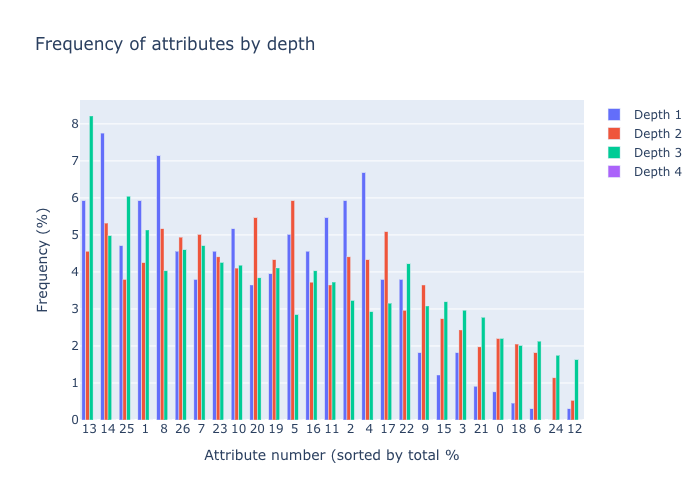 Frequency of attributes by depth
Depth 1
Depth 2
Depth 3
Depth 4
8
7
6
5
4
3
2
1
0
Frequency (%)
13 14 25 1 8 26 7 23 10 20 19 5 16 11 2 4 17 22 9 15 3 21 0 18 6 24 12
Attribute number (sorted by total %